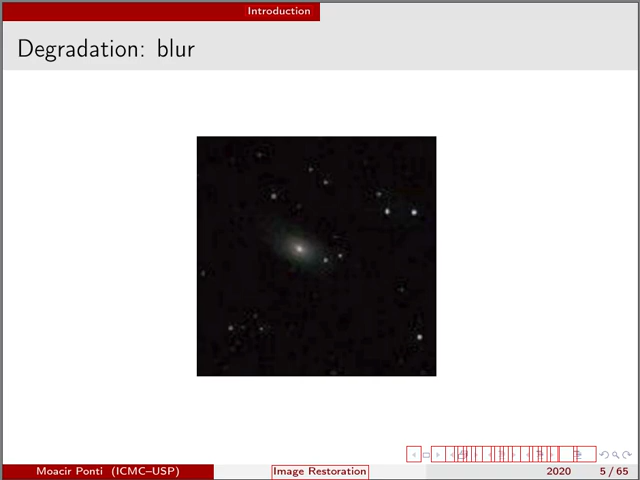 Introduction
Degradation: blur
Moacir Ponti (ICMC–USP)
Image Restoration
2020
5 / 65